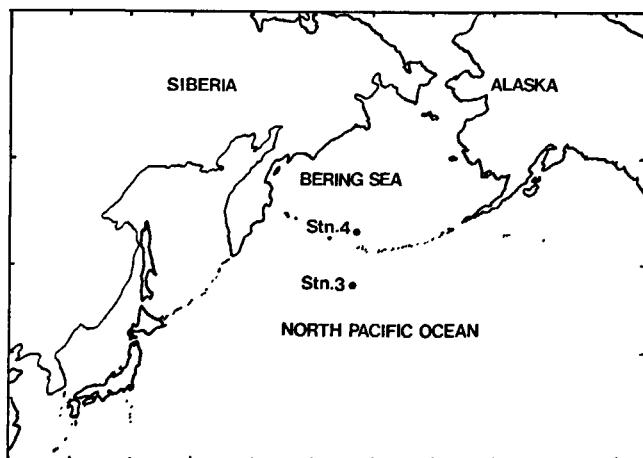 SIBERIA
ALASKA
BERING SEA
Stn.4
Stn.3
NORTH PACIFIC OCEAN